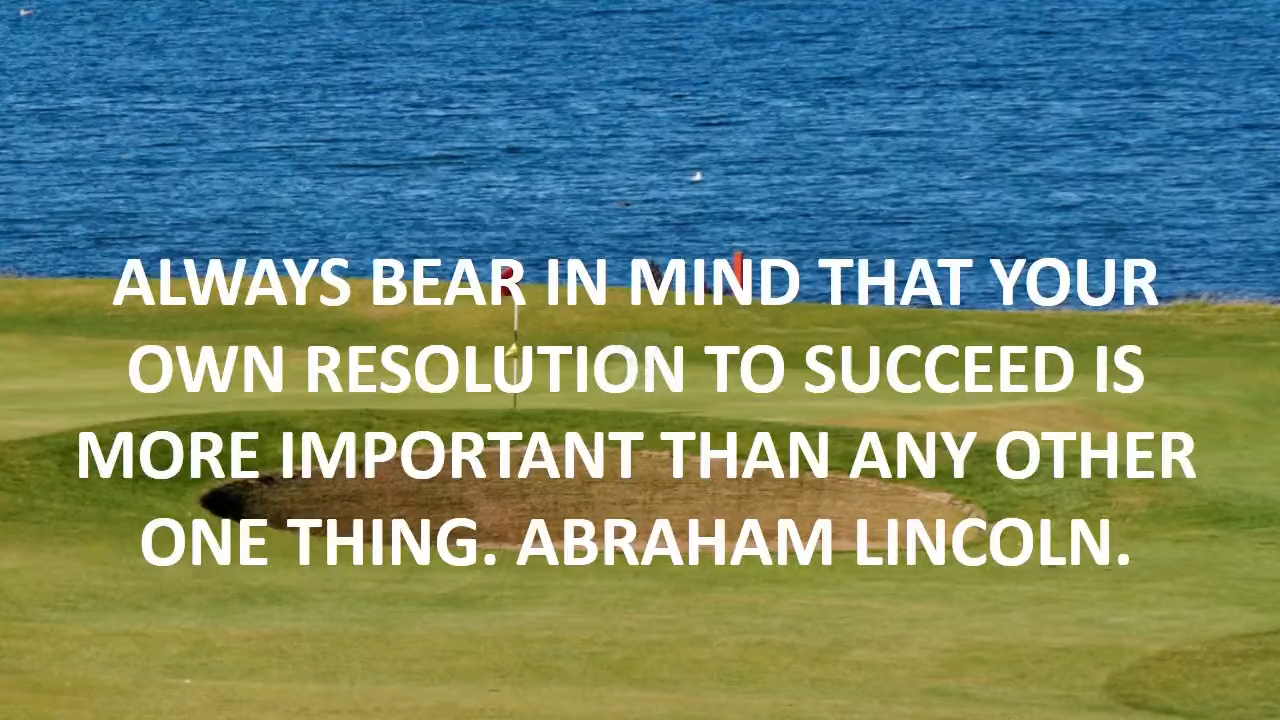 ALWAYS BEAR IN MIND THAT YOUR
OWN RESOLUTION TO SUCCEED IS
MORE IMPORTANT THAN ANY OTHER
ONE THING. ABRAHAM LINCOLN.